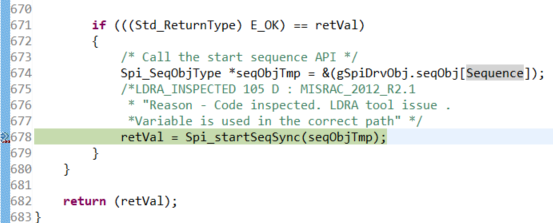 670
671 if (((Std_ReturnType) E_OK) == retVal)
672 {
673 /* Call the start sequence API */
674 Spi_SeqObjType *seqObjTmp = &(gSpiDrvObj.seqObj[Sequence]);
675 /*LDRA_INSPECTED 105 D : MISRAC_2012_R2.1
676 * "Reason - Code inspected. LDRA tool issue .
677 *Variable is used in the correct path" */
678 retVal = Spi_startSeqSync(seqObjTmp);
679 }
680 }
681
682 return (retVal);
683 }